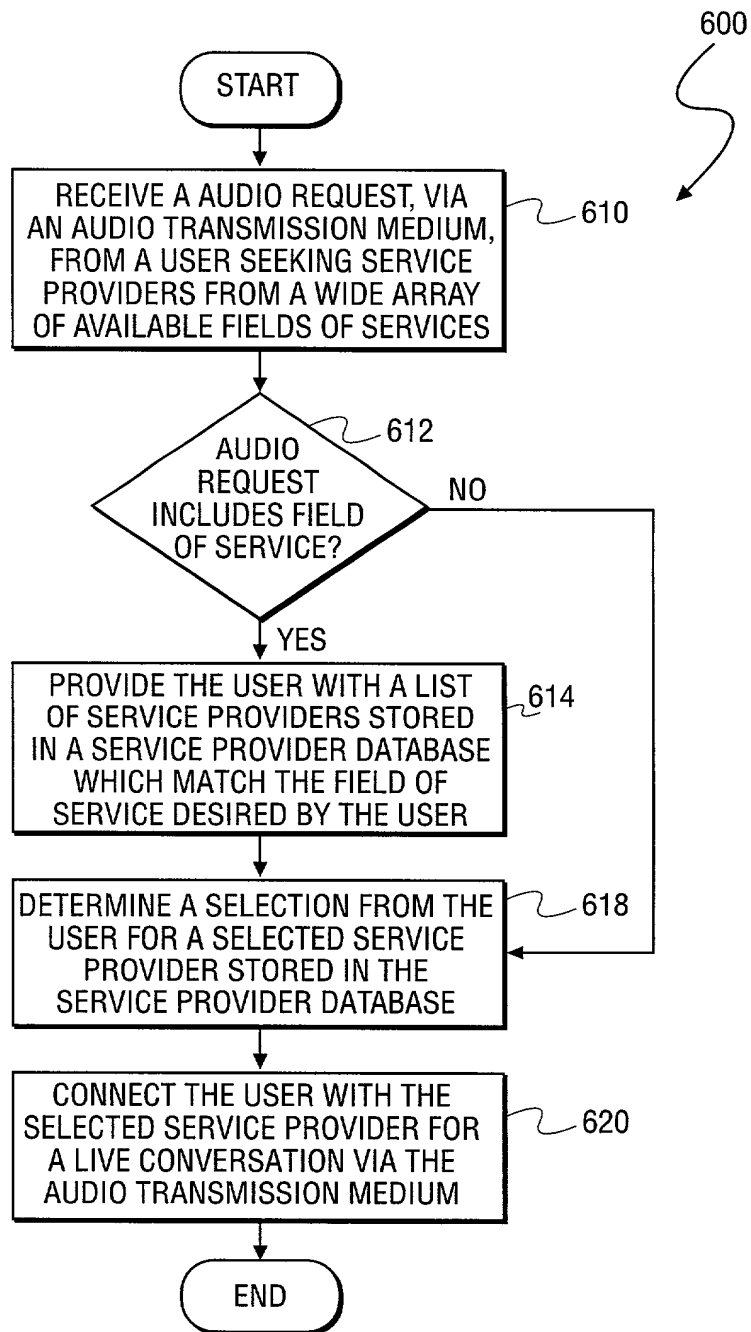 600
START
RECEIVE A AUDIO REQUEST, VIA
AN AUDIO TRANSMISSION MEDIUM,
FROM A USER SEEKING SERVICE
PROVIDERS FROM A WIDE ARRAY
OF AVAILABLE FIELDS OF SERVICES
610
612
AUDIO
REQUEST
INCLUDES FIELD
OF SERVICE?
NO
YES
PROVIDE THE USER WITH A LIST
OF SERVICE PROVIDERS STORED
IN A SERVICE PROVIDER DATABASE
WHICH MATCH THE FIELD OF
SERVICE DESIRED BY THE USER
614
DETERMINE A SELECTION FROM THE
USER FOR A SELECTED SERVICE
PROVIDER STORED IN THE
SERVICE PROVIDER DATABASE
618
CONNECT THE USER WITH THE
SELECTED SERVICE PROVIDER FOR
A LIVE CONVERSATION VIA THE
AUDIO TRANSMISSION MEDIUM
620
END